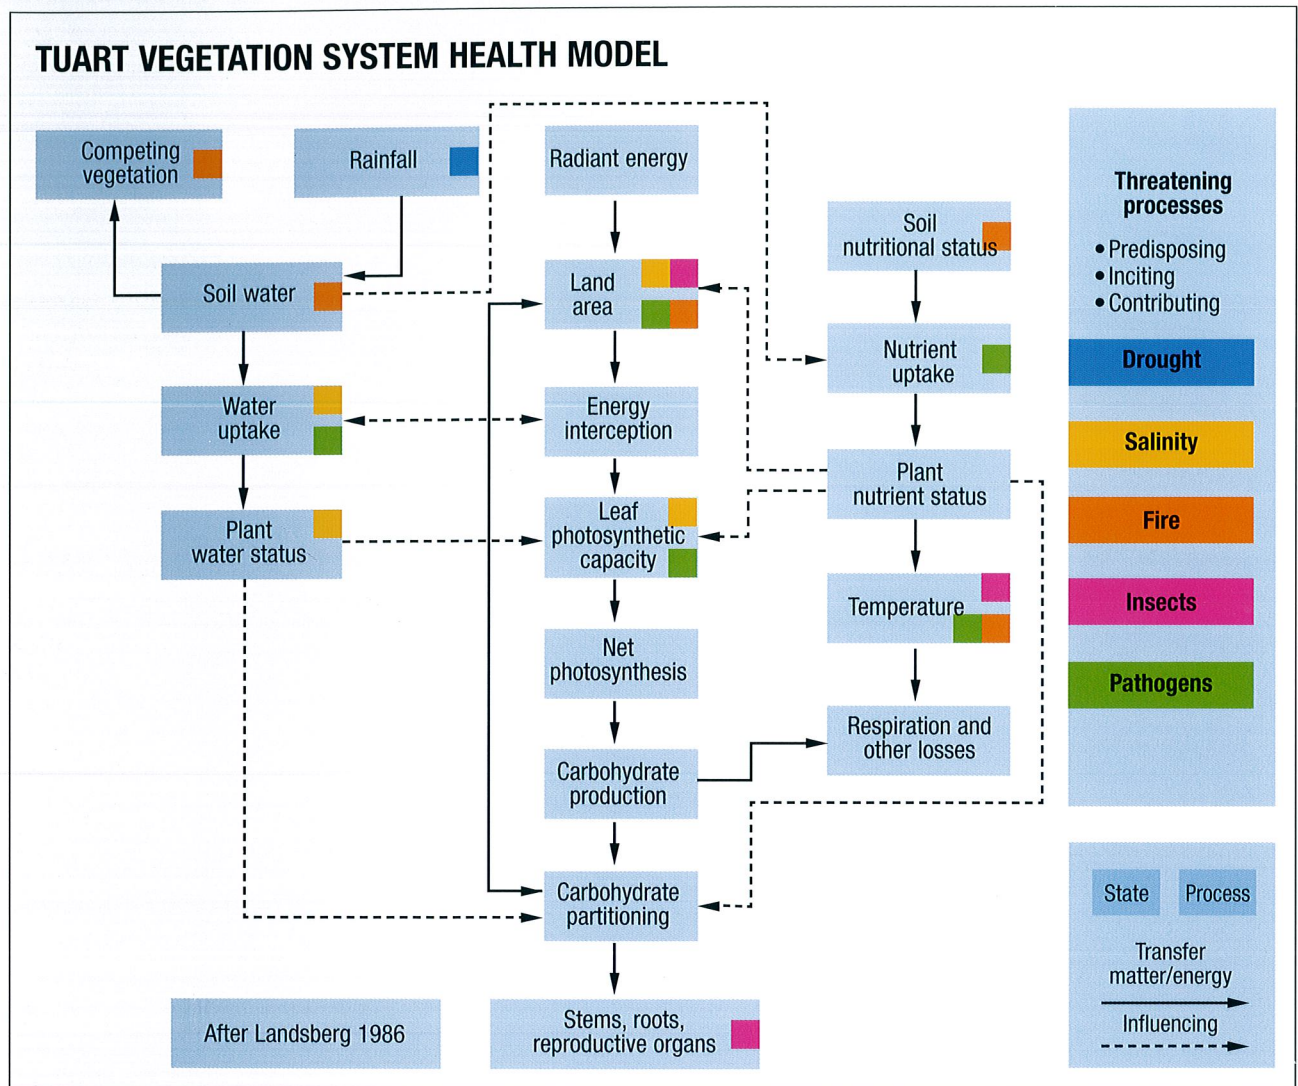 TUART VEGETATION SYSTEM HEALTH MODEL
Competing
vegetation
Rainfall
Radiant energy
Soil
nutritional status
Soil water
Land
area
Nutrient
uptake
Water
uptake
Energy
interception
Plant
nutrient status
Plant
water status
Leaf
photosynthetic
capacity
Temperature
Net
photosynthesis
Respiration and
other losses
Carbohydrate
production
Carbohydrate
partitioning
After Landsberg 1986
Stems, roots,
reproductive organs
Threatening
processes
• Predisposing
• Inciting
• Contributing
Drought
Salinity
Fire
Insects
Pathogens
State
Process
Transfer
matter/energy
Influencing